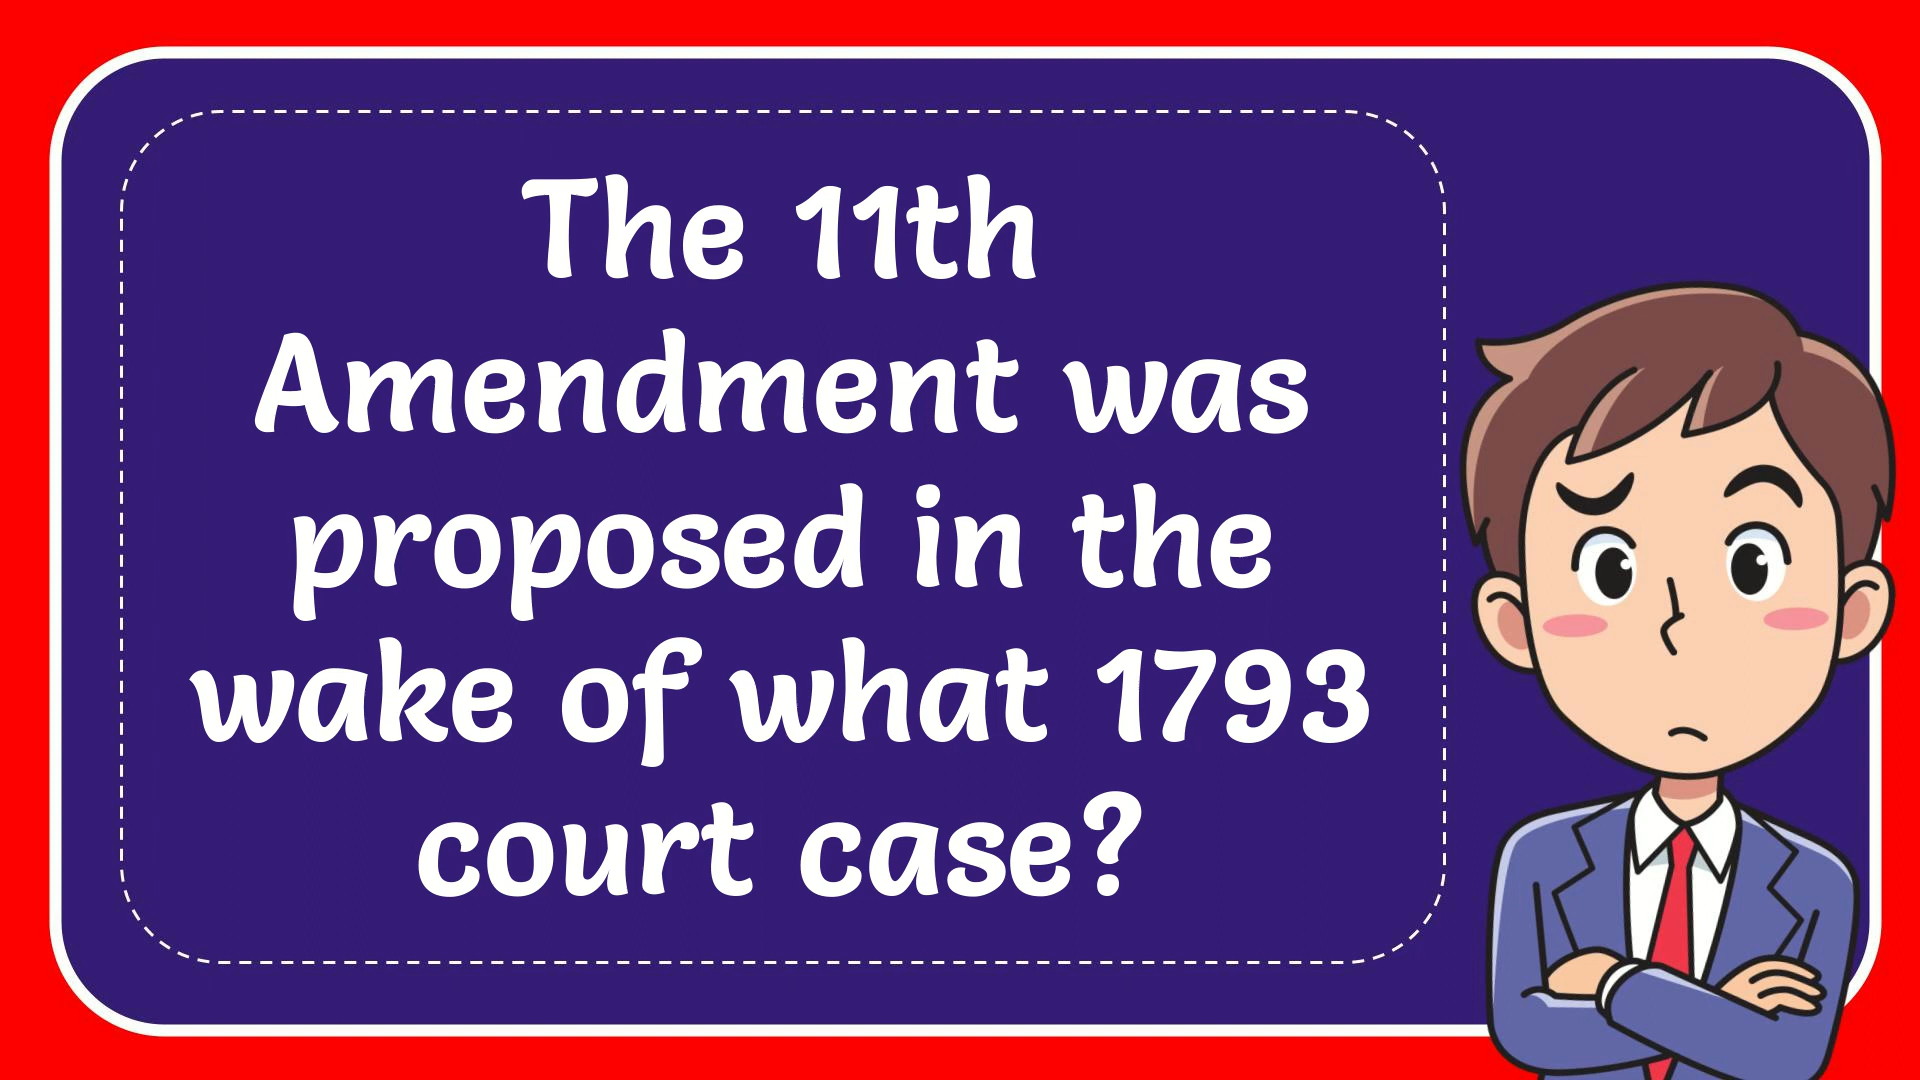 The 11th
Amendment was
proposed in the
wake of what 1793
court case?